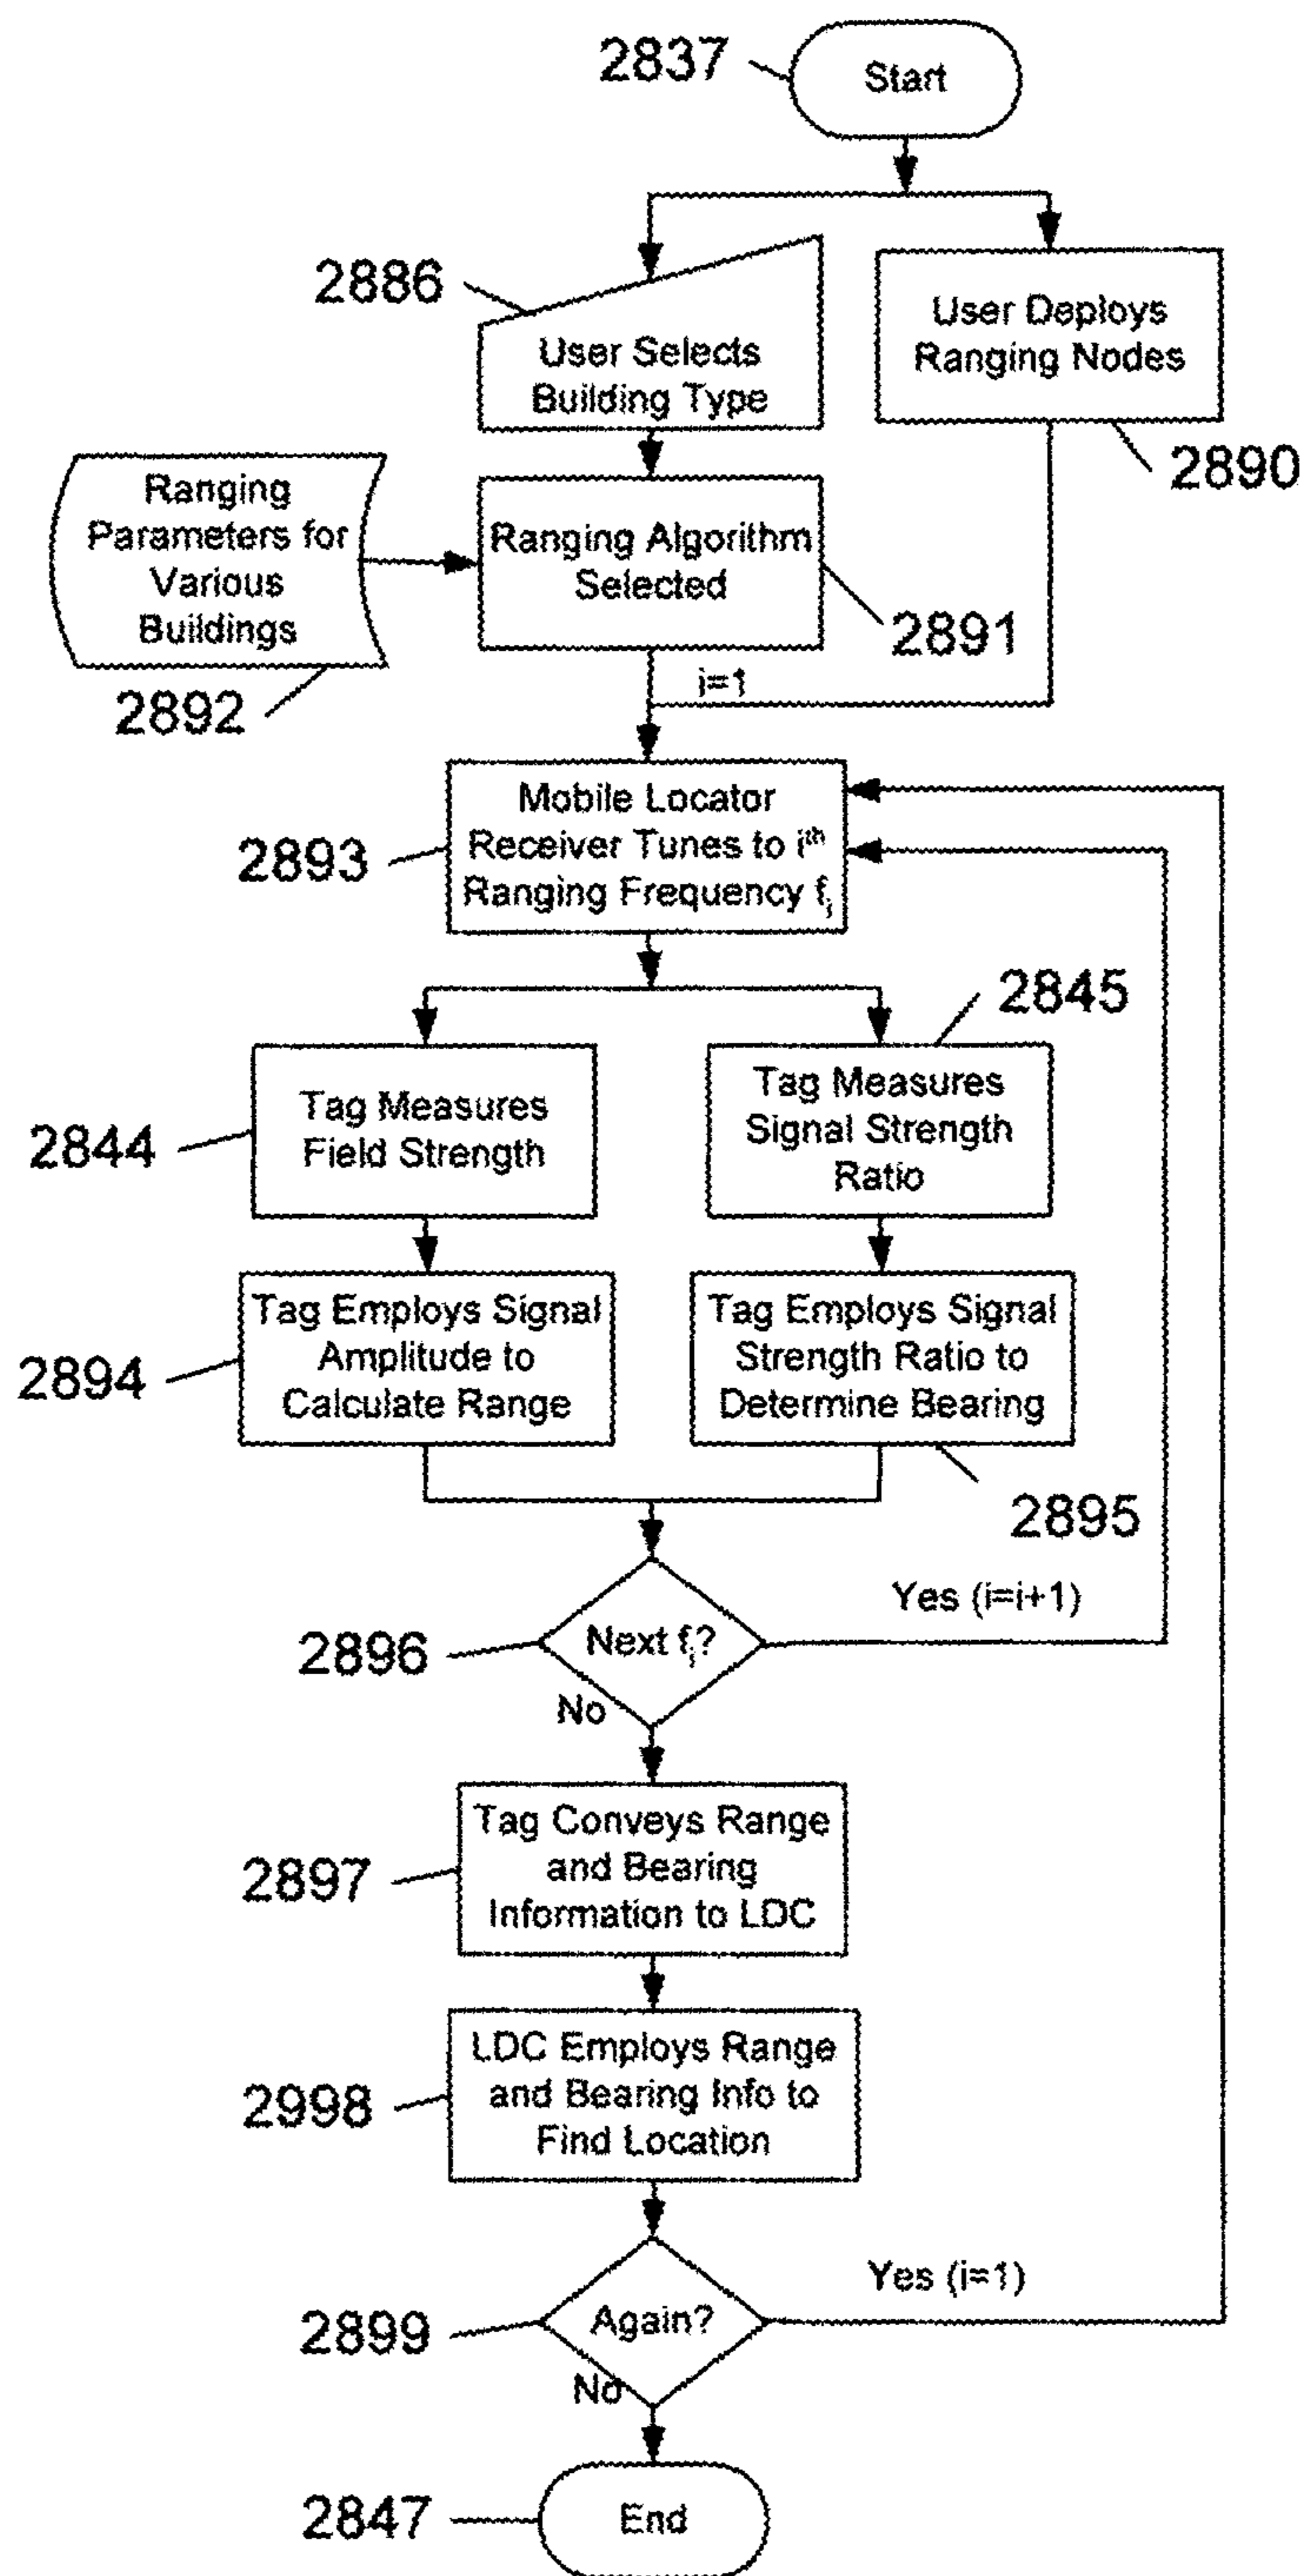 2837
Start
2886
User Selects
Building Type
User Deploys
Ranging Nodes
2890
Ranging
Parameters for
Various
Buildings
2892
Ranging Algorithm
Selected
2891
i=1
2893
Mobile Locator
Receiver Tunes to iᵗʰ
Ranging Frequency fᵢ
2845
2844
Tag Measures
Field Strength
Tag Measures
Signal Strength
Ratio
2894
Tag Employs Signal
Amplitude to
Calculate Range
Tag Employs Signal
Strength Ratio to
Determine Bearing
2895
2896
Next fᵢ?
Yes (i=i+1)
No
2897
Tag Conveys Range
and Bearing
Information to LDC
2998
LDC Employs Range
and Bearing Info to
Find Location
2899
Again?
Yes (i=1)
No
2847
End